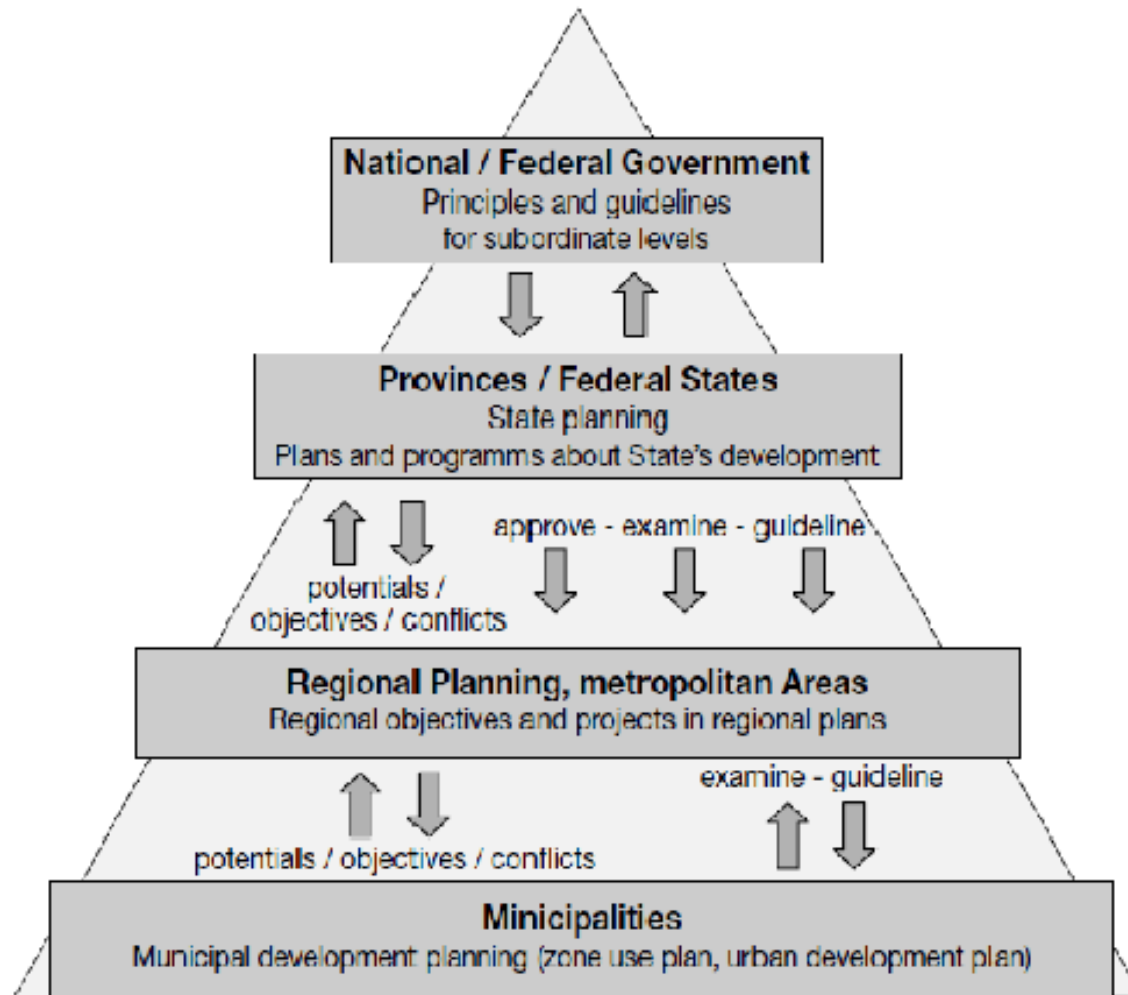 National / Federal Government
Principles and guidelines
for subordinate levels
Provinces / Federal States
State planning
Plans and programms about State's development
approve - examine - guideline
potentials /
objectives / conflicts
Regional Planning, metropolitan Areas
Regional objectives and projects in regional plans
examine - guideline
potentials / objectives / conflicts
Minicipalities
Municipal development planning (zone use plan, urban development plan)